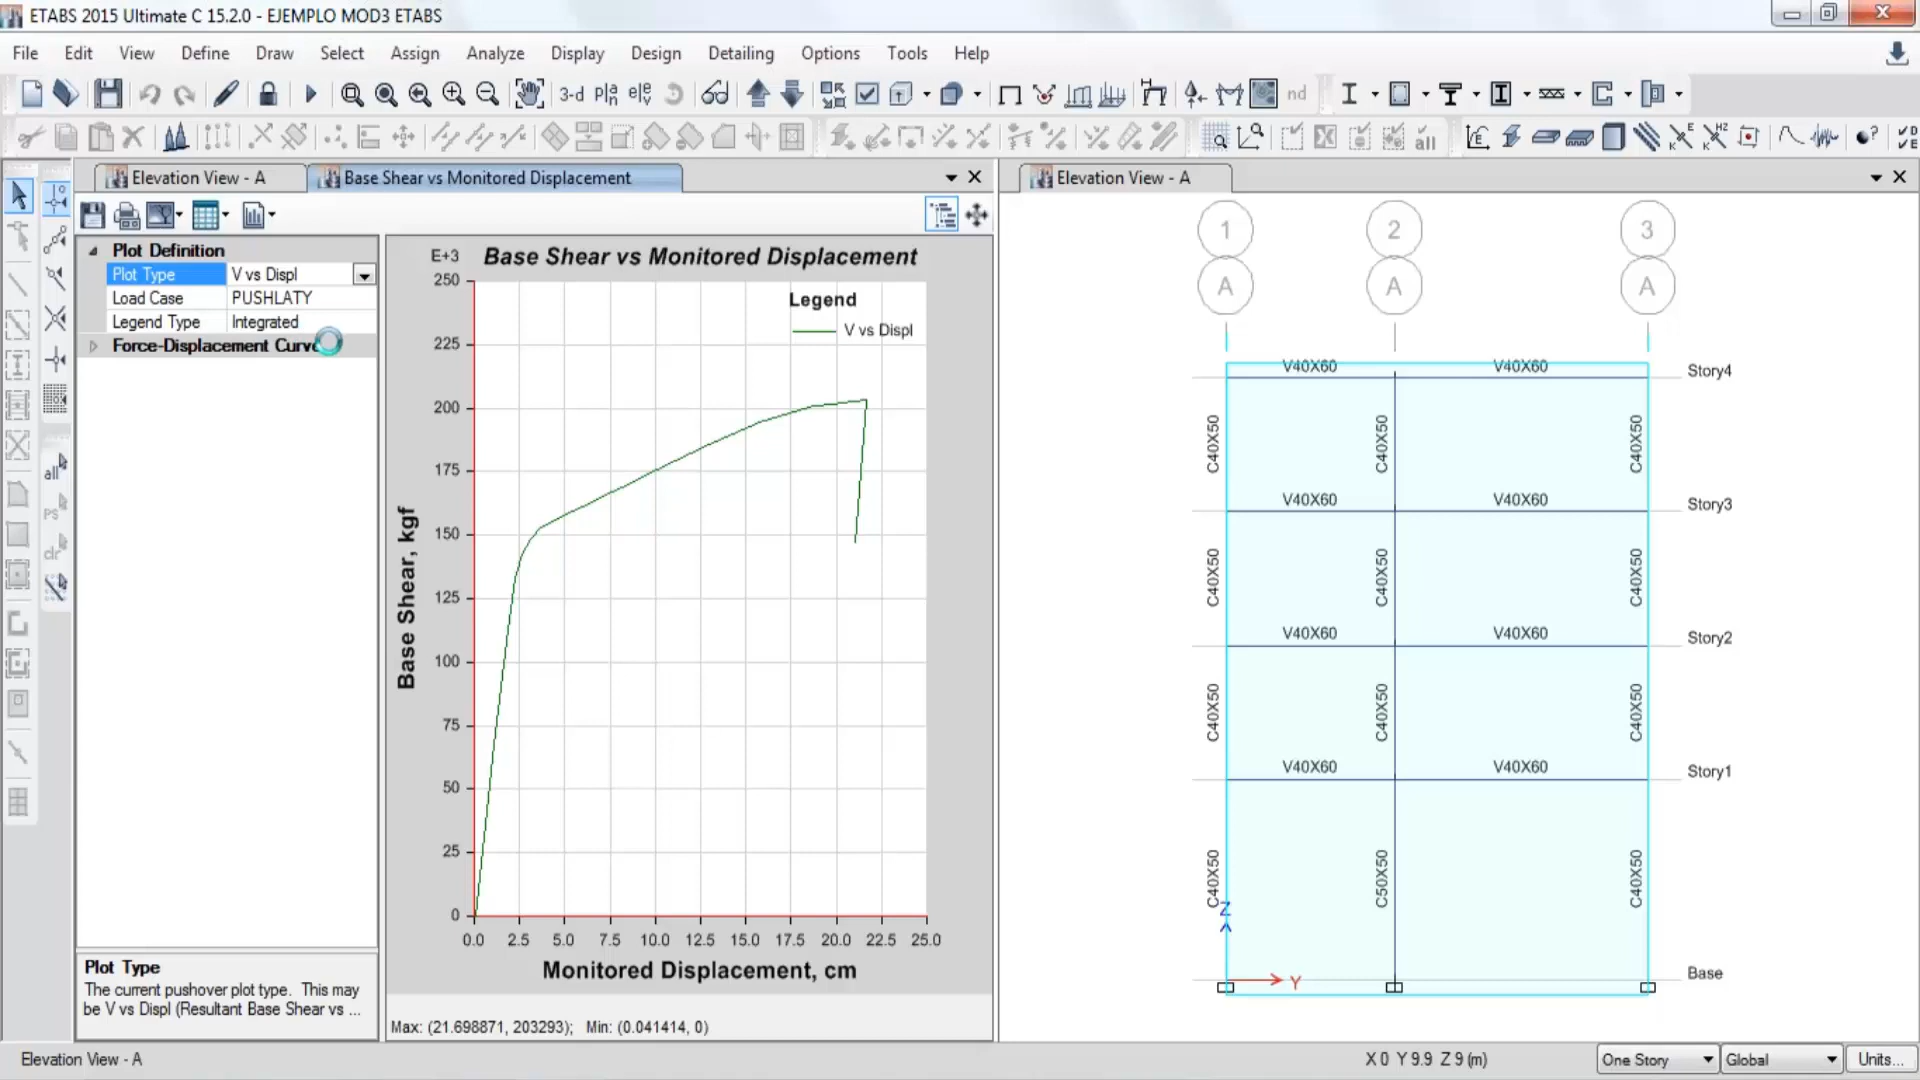 ETABS 2015 Ultimate C 15.2.0 - EJEMPLO MOD3 ETABS
File Edit View Define Draw Select Assign Analyze Display Design Detailing Options Tools Help
3-d
nd
all
Elevation View - A
Base Shear vs Monitored Displacement
Elevation View - A
Plot Definition
Plot Type V vs Displ
Load Case PUSHLATY
Legend Type Integrated
Force-Displacement Curve
all
ps
clr
Plot Type
The current pushover plot type. This may
be V vs Displ (Resultant Base Shear vs ...
Base Shear vs Monitored Displacement
E+3
250
225
200
175
150
125
100
75
50
25
0
Base Shear, kgf
Legend
V vs Displ
0.0 2.5 5.0 7.5 10.0 12.5 15.0 17.5 20.0 22.5 25.0
Monitored Displacement, cm
Max: (21.698871, 203293); Min: (0.041414, 0)
1 2 3
A A A
V40X60 V40X60 Story4
C40X50 C40X50 C40X50
V40X60 V40X60 Story3
C40X50 C40X50 C40X50
V40X60 V40X60 Story2
C40X50 C40X50 C40X50
V40X60 V40X60 Story1
C40X50 C50X50 C40X50
Z
Y
Base
Elevation View - A
X 0 Y 9.9 Z 9 (m)
One Story
Global
Units...